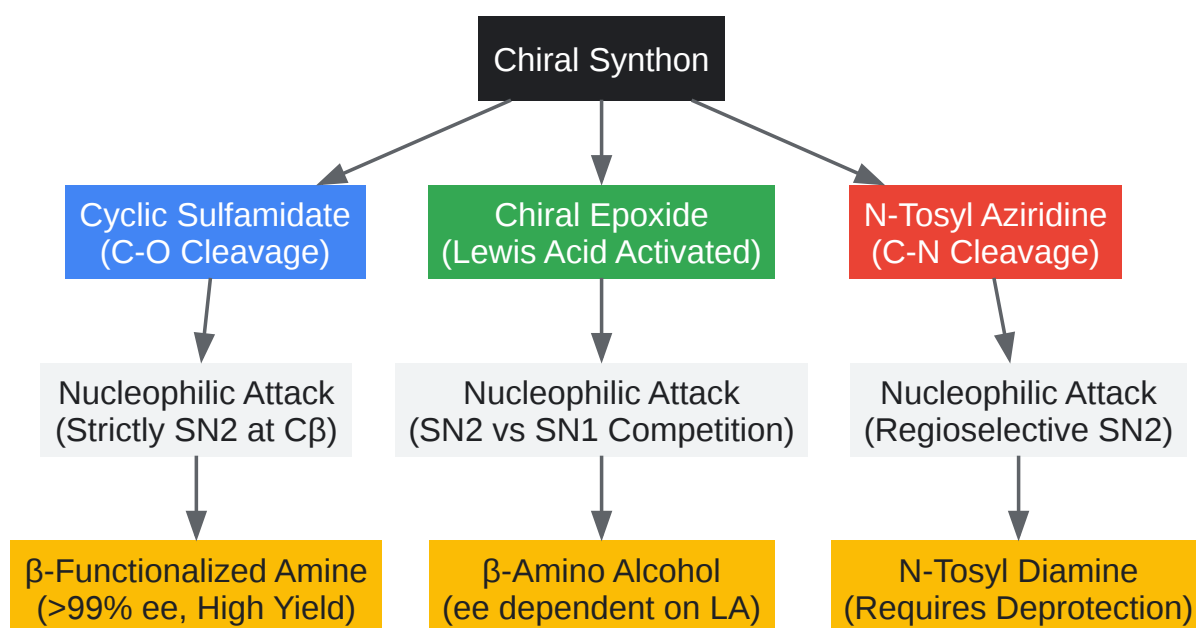 Chiral Synthon
Cyclic Sulfamidate
(C-O Cleavage)
Chiral Epoxide
(Lewis Acid Activated)
N-Tosyl Aziridine
(C-N Cleavage)
Nucleophilic Attack
(Strictly SN2 at Cβ)
Nucleophilic Attack
(SN2 vs SN1 Competition)
Nucleophilic Attack
(Regioselective SN2)
β-Functionalized Amine
(>99% ee, High Yield)
β-Amino Alcohol
(ee dependent on LA)
N-Tosyl Diamine
(Requires Deprotection)